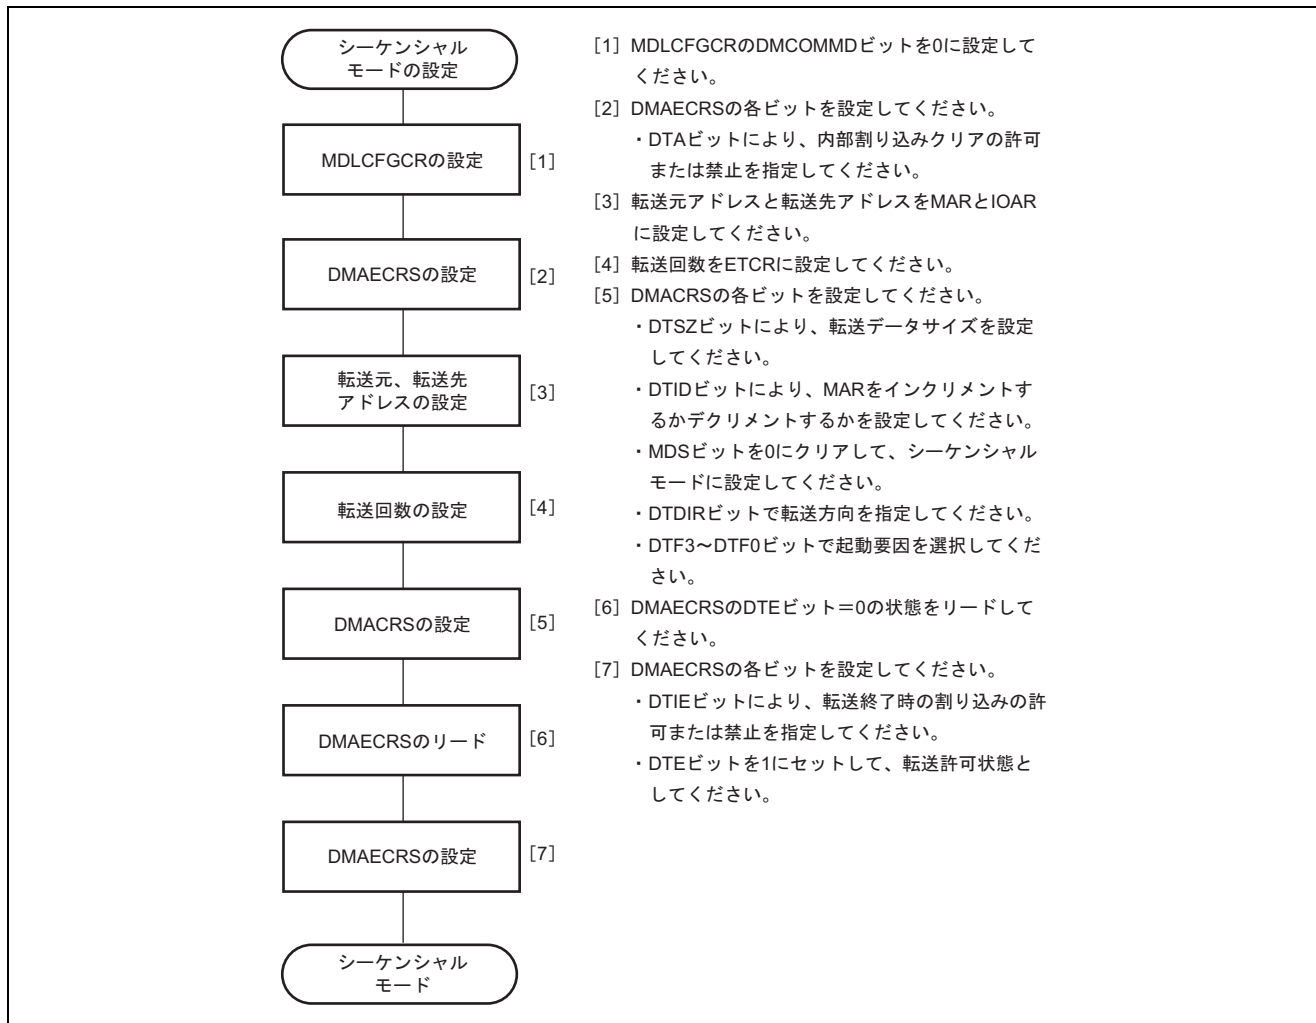 シーケンシャル
モードの設定
MDLCFGCRの設定
[1]
DMAECRSの設定
[2]
転送元、転送先
アドレスの設定
[3]
転送回数の設定
[4]
DMACRSの設定
[5]
DMAECRSのリード
[6]
DMAECRSの設定
[7]
シーケンシャル
モード
[1] MDLCFGCRのDMCOMMDビットを0に設定して
ください。
[2] DMAECRSの各ビットを設定してください。
・DTAビットにより、内部割り込みクリアの許可
または禁止を指定してください。
[3] 転送元アドレスと転送先アドレスをMARとIOAR
に設定してください。
[4] 転送回数をETCRに設定してください。
[5] DMACRSの各ビットを設定してください。
・DTSZビットにより、転送データサイズを設定
してください。
・DTIDビットにより、MARをインクリメントす
るかデクリメントするかを設定してください。
・MDSビットを0にクリアして、シーケンシャル
モードに設定してください。
・DTDIRビットで転送方向を指定してください。
・DTF3～DTF0ビットで起動要因を選択してくだ
さい。
[6] DMAECRSのDTEビット＝0の状態をリードして
ください。
[7] DMAECRSの各ビットを設定してください。
・DTIEビットにより、転送終了時の割り込みの許
可または禁止を指定してください。
・DTEビットを1にセットして、転送許可状態と
してください。